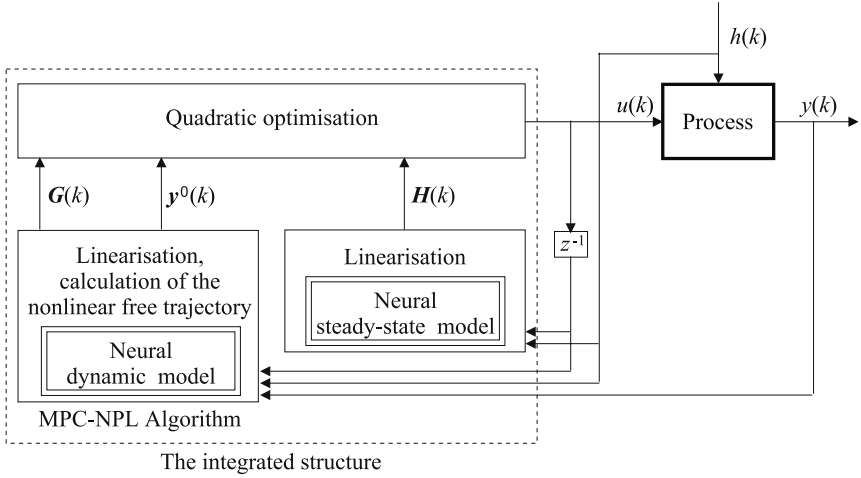 h(k)
Quadratic optimisation
u(k)
Process
y(k)
G(k)
y⁰(k)
H(k)
Linearisation,
calculation of the
nonlinear free trajectory
Neural
dynamic model
Linearisation
Neural
steady-state model
z⁻¹
MPC-NPL Algorithm
The integrated structure